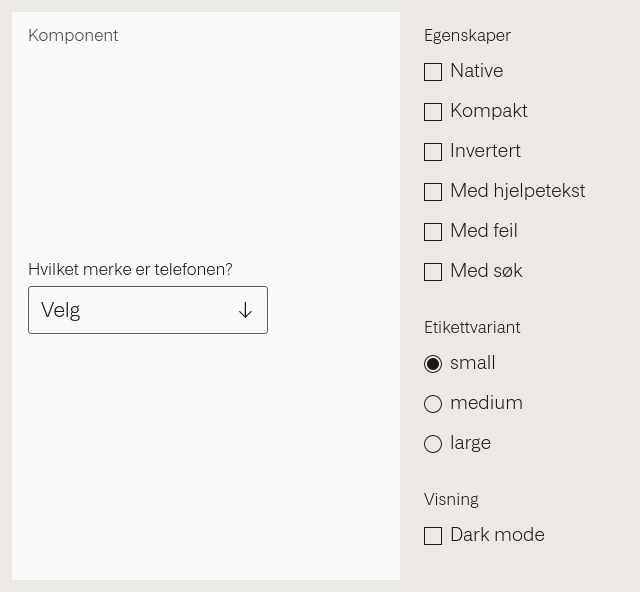 Komponent
Hvilket merke er telefonen?
Velg
Egenskaper
Native
Kompakt
Invertert
Med hjelpetekst
Med feil
Med søk
Etikettvariant
small
medium
large
Visning
Dark mode